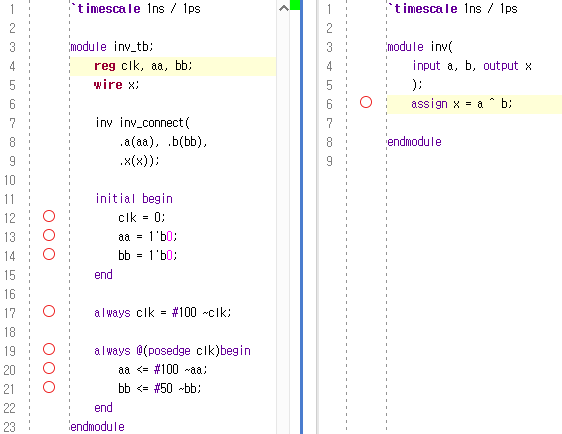 1 `timescale 1ns / 1ps
2
3 module inv_tb;
4 reg clk, aa, bb;
5 wire x;
6
7 inv inv_connect(
8 .a(aa), .b(bb),
9 .x(x));
10
11 initial begin
12 clk = 0;
13 aa = 1'b0;
14 bb = 1'b0;
15 end
16
17 always clk = #100 ~clk;
18
19 always @(posedge clk)begin
20 aa <= #100 ~aa;
21 bb <= #50 ~bb;
22 end
23 endmodule
1 `timescale 1ns / 1ps
2
3 module inv(
4 input a, b, output x
5 );
6 assign x = a ^ b;
7
8 endmodule
9